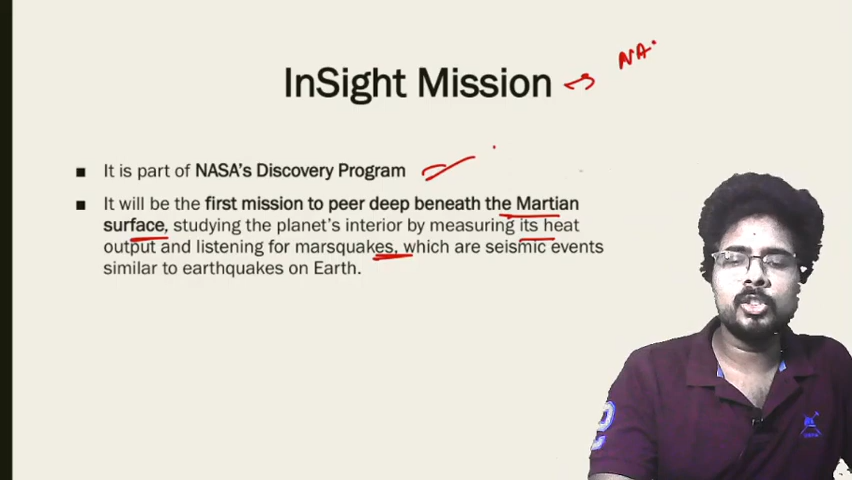 InSight Mission
NA
It is part of NASA's Discovery Program
It will be the first mission to peer deep beneath the Martian
surface, studying the planet's interior by measuring its heat
output and listening for marsquakes, which are seismic events
similar to earthquakes on Earth.